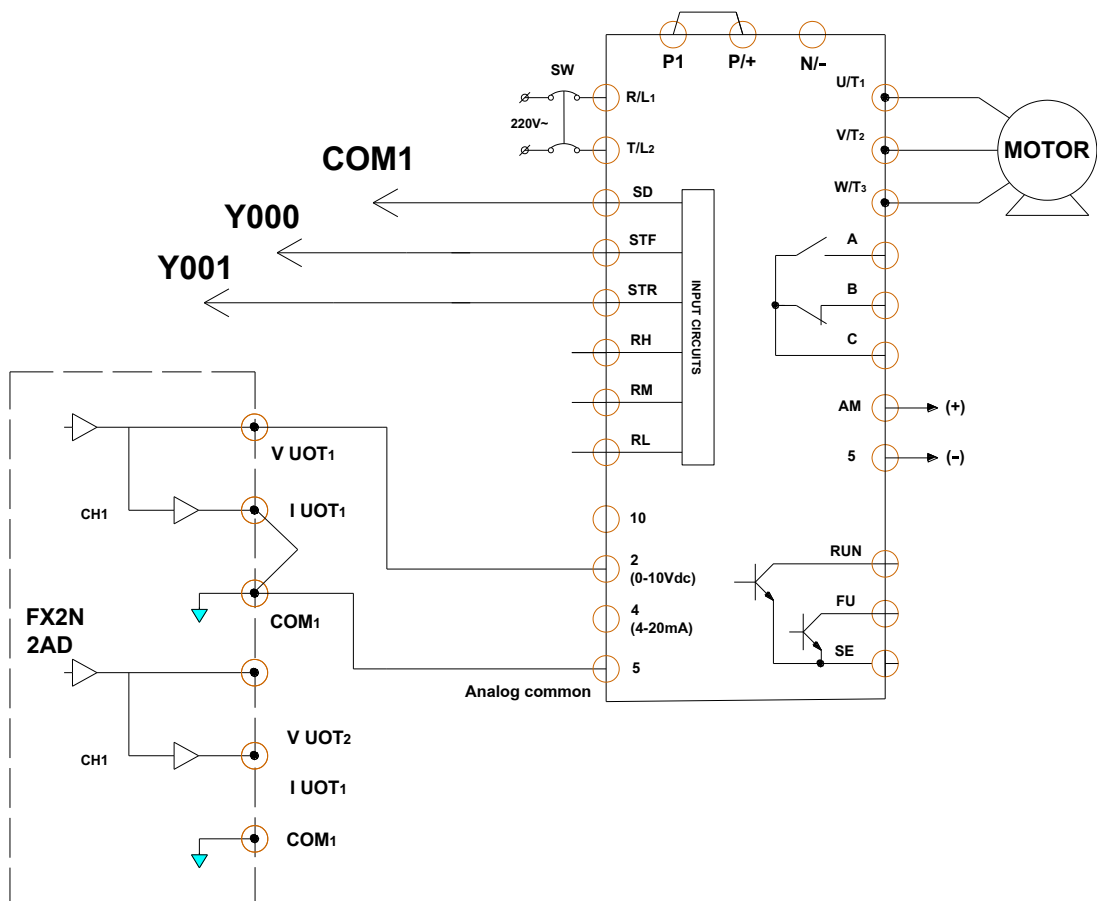 P1
P/+
N/-
SW
R/L1
U/T1
220V~
T/L2
V/T2
MOTOR
COM1
SD
W/T3
Y000
STF
A
Y001
STR
B
INPUT CIRCUITS
RH
C
RM
AM
(+)
RL
5
(-)
V UOT1
CH1
I UOT1
10
2
(0-10Vdc)
RUN
4
(4-20mA)
FU
FX2N
2AD
COM1
SE
5
Analog common
V UOT2
CH1
I UOT1
COM1